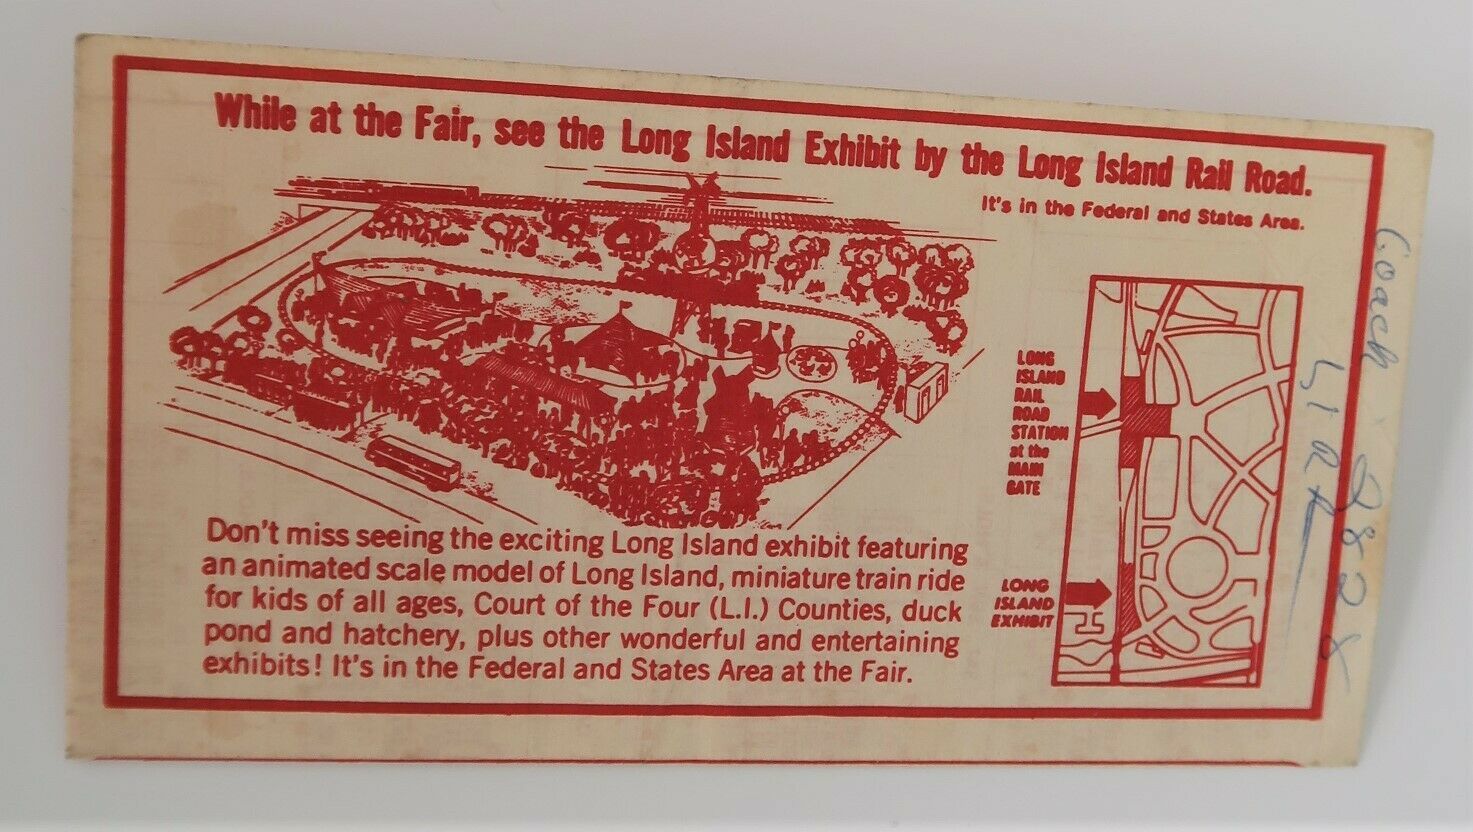 While at the Fair, see the Long Island Exhibit by the Long Island Rail Road.
It's in the Federal and States Area.
LONG
ISLAND
RAIL
ROAD
STATION
at the
MAIN
GATE
LONG
ISLAND
EXHIBIT
Don't miss seeing the exciting Long Island exhibit featuring
an animated scale model of Long Island, miniature train ride
for kids of all ages, Court of the Four (L.I.) Counties, duck
pond and hatchery, plus other wonderful and entertaining
exhibits! It's in the Federal and States Area at the Fair.
Coach